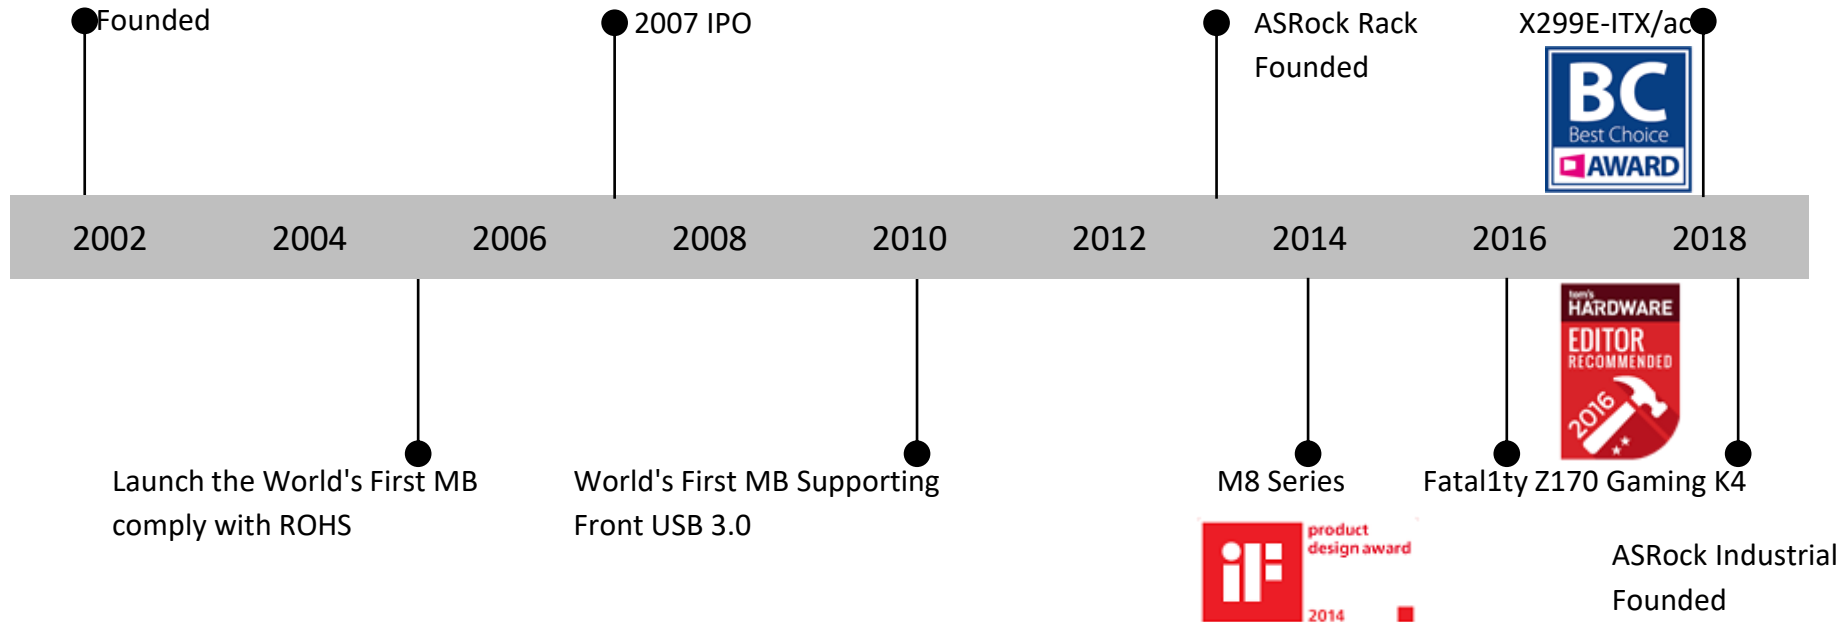 Founded
2007 IPO
ASRock Rack
Founded
X299E-ITX/ac
BC
Best Choice
AWARD
2002 2004 2006 2008 2010 2012 2014 2016 2018
tom's
HARDWARE
EDITOR
RECOMMENDED
2016
Launch the World's First MB
comply with ROHS
World's First MB Supporting
Front USB 3.0
M8 Series
iF
product
design award
2014
Fatal1ty Z170 Gaming K4
ASRock Industrial
Founded